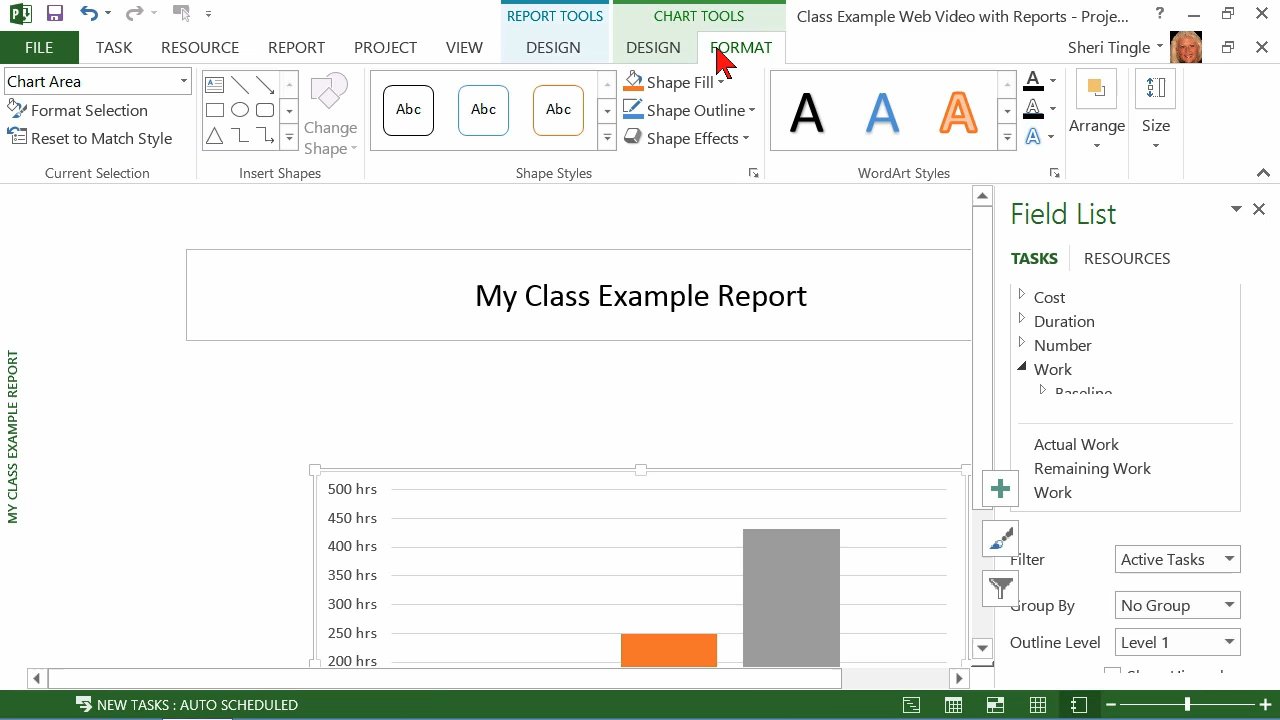 REPORT TOOLS
CHART TOOLS
Class Example Web Video with Reports - Proje...
?
FILE
TASK
RESOURCE
REPORT
PROJECT
VIEW
DESIGN
DESIGN
FORMAT
Sheri Tingle
Chart Area
Format Selection
Reset to Match Style
Current Selection
Change
Shape
Insert Shapes
Abc
Abc
Abc
Shape Fill
Shape Outline
Shape Effects
Shape Styles
A
A
A
A
A
A
WordArt Styles
Arrange
Size
MY CLASS EXAMPLE REPORT
My Class Example Report
500 hrs
450 hrs
400 hrs
350 hrs
300 hrs
250 hrs
200 hrs
Field List
TASKS
RESOURCES
Cost
Duration
Number
Work
Baseline
Actual Work
Remaining Work
Work
Filter
Active Tasks
Group By
No Group
Outline Level
Level 1
NEW TASKS : AUTO SCHEDULED